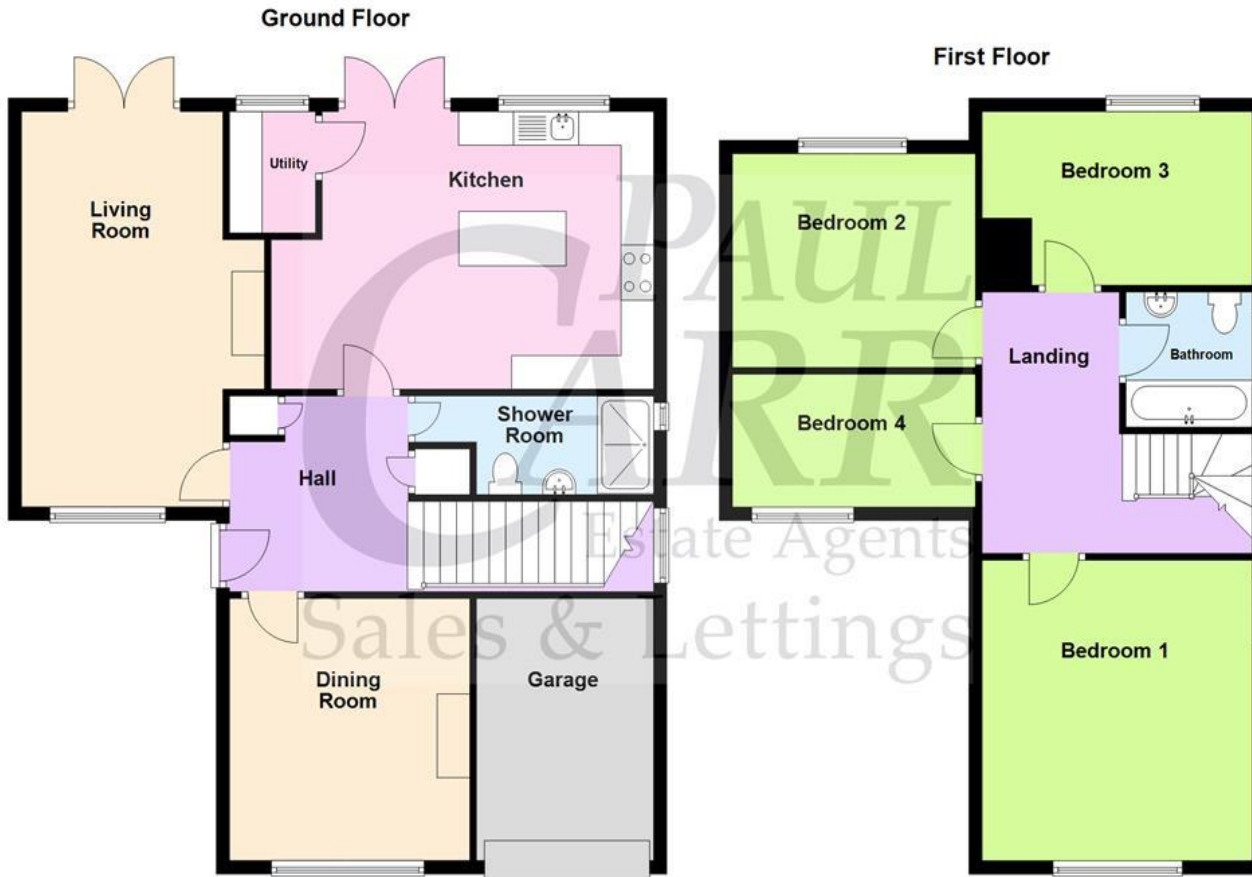 Ground Floor
First Floor
Living
Room
Utility
Kitchen
Hall
Shower
Room
Dining
Room
Garage
Bedroom 2
Bedroom 3
Landing
Bathroom
Bedroom 4
Bedroom 1
PAUL
CARR
Estate Agents
Sales & Lettings